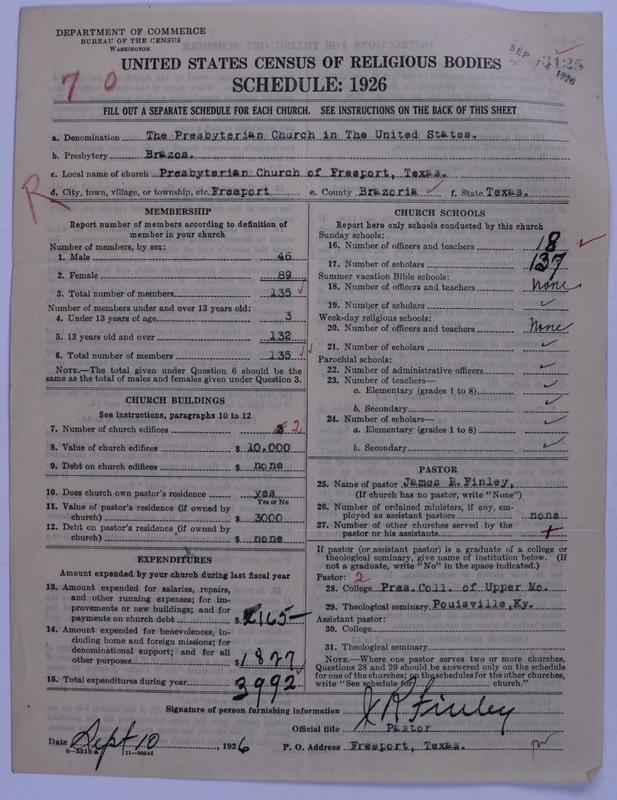 DEPARTMENT OF COMMERCE
BUREAU OF THE CENSUS
WASHINGTON
SEP 14 1926
3125
7 0
UNITED STATES CENSUS OF RELIGIOUS BODIES
SCHEDULE: 1926
FILL OUT A SEPARATE SCHEDULE FOR EACH CHURCH. SEE INSTRUCTIONS ON THE BACK OF THIS SHEET
a. Denomination The Presbyterian Church in The United States.
b. Presbytery Brazos.
c. Local name of church Presbyterian Church of Freeport, Texas.
R
d. City, town, village, or township, etc. Freeport e. County Brazoria f. State Texas.
MEMBERSHIP
Report number of members according to definition of
member in your church
Number of members, by sex:
1. Male 46
2. Female 89
3. Total number of members 135
Number of members under and over 13 years old:
4. Under 13 years of age 3
5. 13 years old and over 132
6. Total number of members 135
NOTE.—The total given under Question 6 should be the
same as the total of males and females given under Question 3.
CHURCH BUILDINGS
See instructions, paragraphs 10 to 12
7. Number of church edifices 2
8. Value of church edifices $ 10.000
9. Debt on church edifices $ none
10. Does church own pastor's residence yes
Yes or No
11. Value of pastor's residence (if owned by
church) $ 3000
12. Debt on pastor's residence (if owned by
church) $ none
EXPENDITURES
Amount expended by your church during last fiscal year
13. Amount expended for salaries, repairs,
and other running expenses; for im-
provements or new buildings; and for
payments on church debt $ 2165—
14. Amount expended for benevolences, in-
cluding home and foreign missions; for
denominational support; and for all
other purposes $ 1827
15. Total expenditures during year 3992
CHURCH SCHOOLS
Report here only schools conducted by this church
Sunday schools:
16. Number of officers and teachers 18
17. Number of scholars 137
Summer vacation Bible schools:
18. Number of officers and teachers none
19. Number of scholars
Week-day religious schools:
20. Number of officers and teachers None
21. Number of scholars
Parochial schools:
22. Number of administrative officers
23. Number of teachers—
a. Elementary (grades 1 to 8)
b. Secondary
24. Number of scholars—
a. Elementary (grades 1 to 8)
b. Secondary
PASTOR
25. Name of pastor James R. Finley,
(If church has no pastor, write "None")
26. Number of ordained ministers, if any, em-
ployed as assistant pastors none
27. Number of other churches served by the
pastor or his assistants
If pastor (or assistant pastor) is a graduate of a college or
theological seminary, give name of institution below. (If
not a graduate, write "No" in the space indicated.)
Pastor: 2
28. College Pres. Coll. of Upper Mo.
29. Theological seminary Pouisville, Ky.
Assistant pastor:
30. College
31. Theological seminary
NOTE.—Where one pastor serves two or more churches,
Questions 28 and 29 should be answered only on the schedule
for one of the churches; on the schedules for the other churches,
write "See schedule for church."
Signature of person furnishing information J R Finley
Official title Pastor
Date Sept 10, 1926 P. O. Address Freeport, Texas.